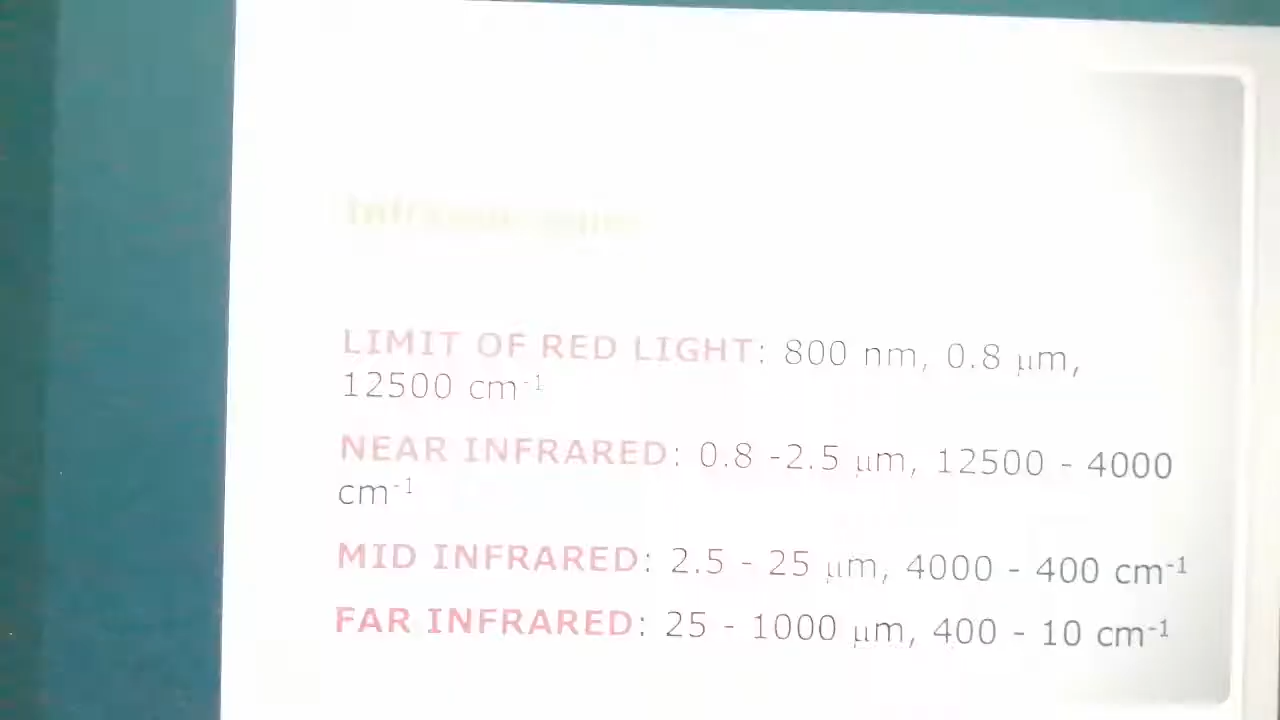 LIMIT OF RED LIGHT: 800 nm, 0.8 µm,
12500 cm⁻¹
NEAR INFRARED: 0.8 -2.5 µm, 12500 - 4000
cm⁻¹
MID INFRARED: 2.5 - 25 µm, 4000 - 400 cm⁻¹
FAR INFRARED: 25 - 1000 µm, 400 - 10 cm⁻¹